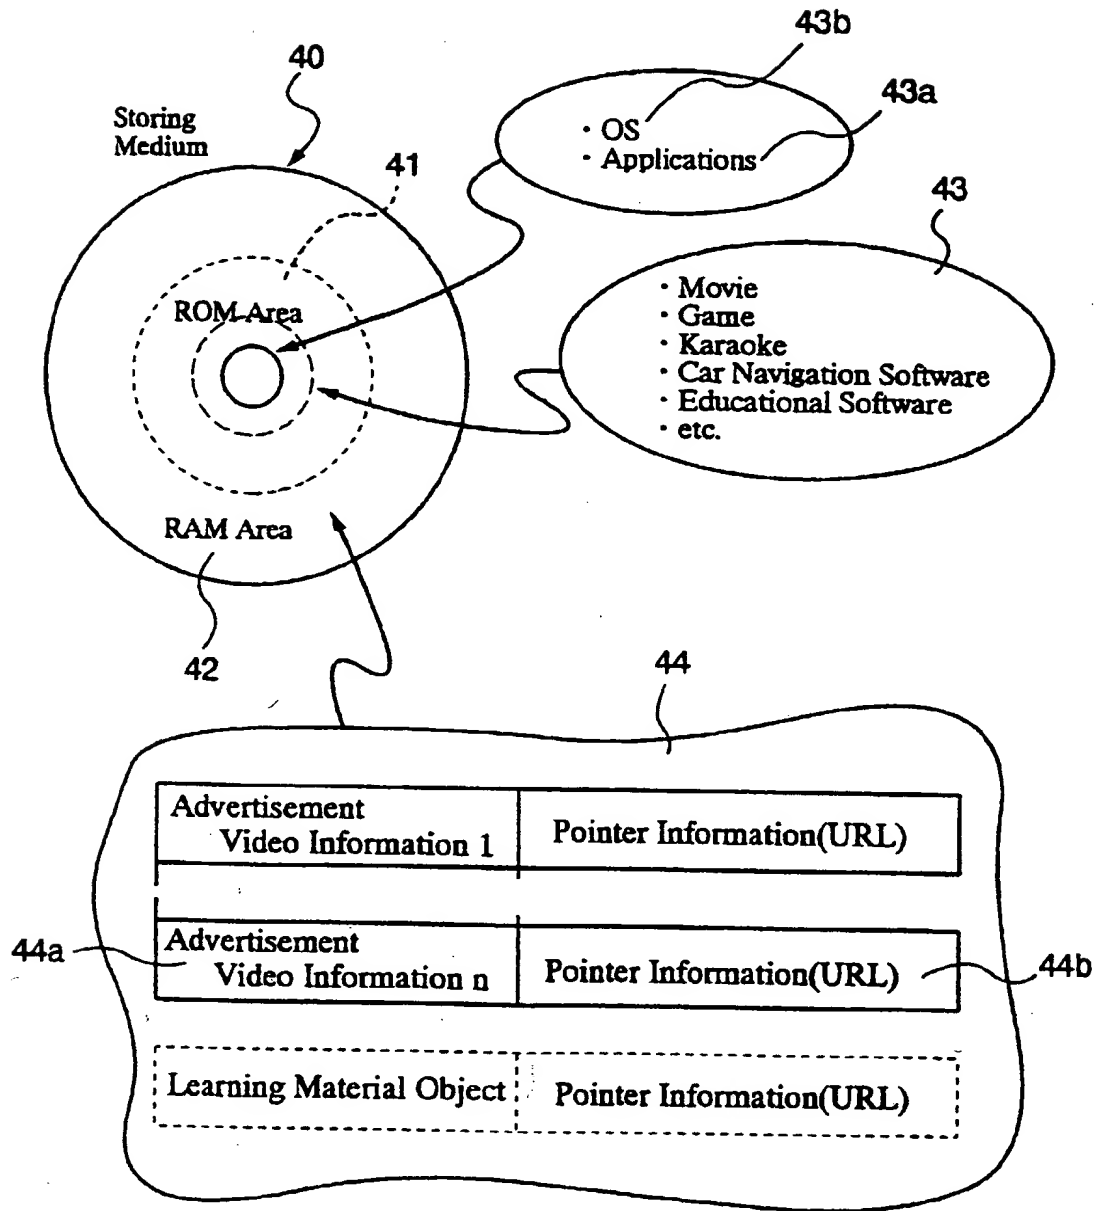 43b
40
43a
Storing
Medium
· OS
· Applications
41
43
ROM Area
· Movie
· Game
· Karaoke
· Car Navigation Software
· Educational Software
· etc.
RAM Area
42
44
Advertisement
Video Information 1
Pointer Information(URL)
Advertisement
Video Information n
Pointer Information(URL)
44a
44b
Learning Material Object
Pointer Information(URL)